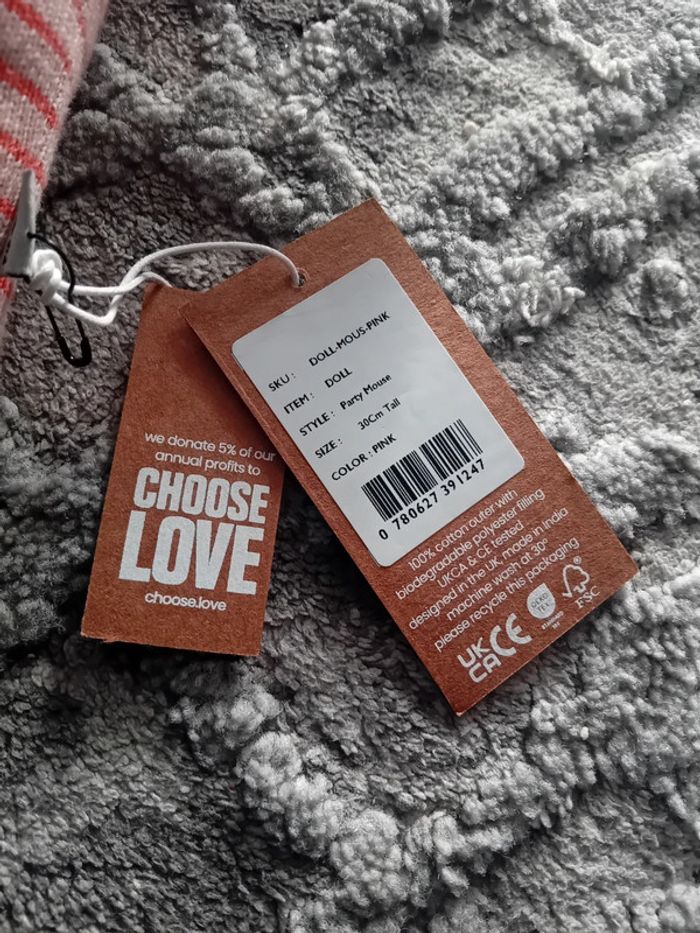 we donate 5% of our
annual profits to
CHOOSE
LOVE
choose.love
SKU : DOLL-MOUS-PINK
ITEM : DOLL
STYLE : Party Mouse
SIZE : 30Cm Tall
COLOR : PINK
0 780627 391247
100% cotton outer with
biodegradable polyester filling
UKCA & CE tested
designed in the UK, made in India
machine wash at 30°
please recycle this packaging
UK
CA CE
OEKO
TEX
STANDARD
FSC